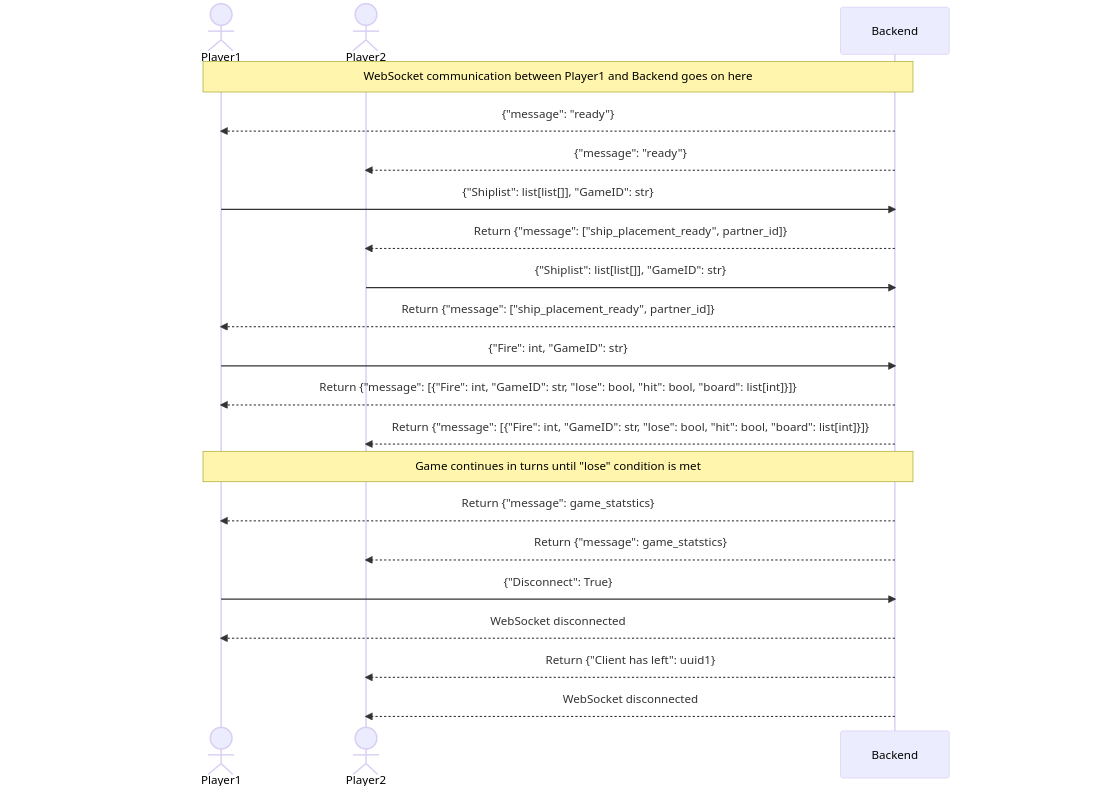 Player1
Player2
Backend
WebSocket communication between Player1 and Backend goes on here
{"message": "ready"}
{"message": "ready"}
{"Shiplist": list[list[]], "GameID": str}
Return {"message": ["ship_placement_ready", partner_id]}
{"Shiplist": list[list[]], "GameID": str}
Return {"message": ["ship_placement_ready", partner_id]}
{"Fire": int, "GameID": str}
Return {"message": [{"Fire": int, "GameID": str, "lose": bool, "hit": bool, "board": list[int]}]}
Return {"message": [{"Fire": int, "GameID": str, "lose": bool, "hit": bool, "board": list[int]}]}
Game continues in turns until "lose" condition is met
Return {"message": game_statstics}
Return {"message": game_statstics}
{"Disconnect": True}
WebSocket disconnected
Return {"Client has left": uuid1}
WebSocket disconnected
Player1
Player2
Backend